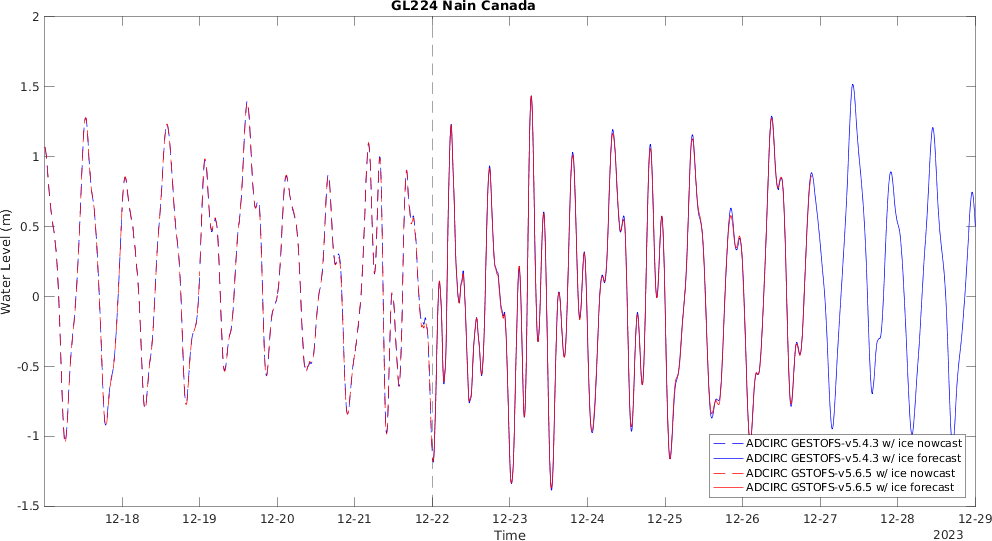 GL224 Nain Canada
2
1.5
1
0.5
0
-0.5
-1
-1.5
Water Level (m)
ADCIRC GESTOFS-v5.4.3 w/ ice nowcast
ADCIRC GESTOFS-v5.4.3 w/ ice forecast
ADCIRC GSTOFS-v5.6.5 w/ ice nowcast
ADCIRC GSTOFS-v5.6.5 w/ ice forecast
12-18 12-19 12-20 12-21 12-22 12-23 12-24 12-25 12-26 12-27 12-28 12-29
Time
2023